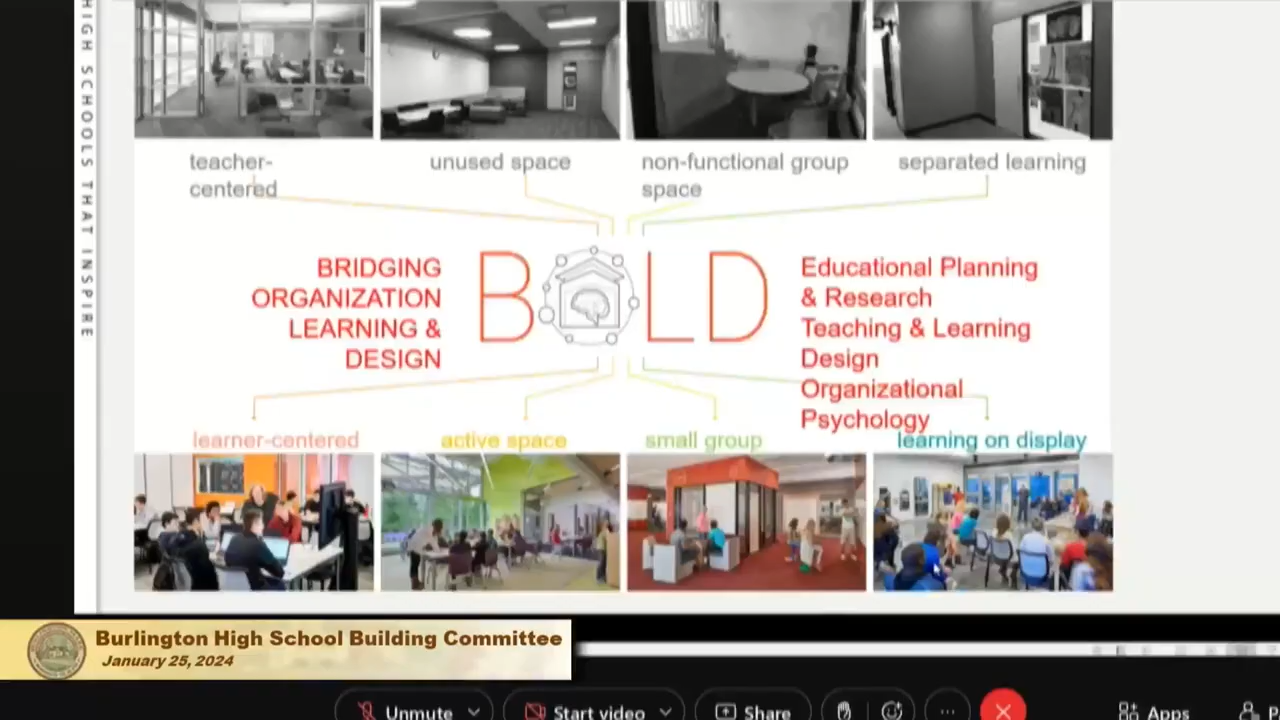 HIGH SCHOOLS THAT INSPIRE
teacher-
centered
unused space
non-functional group
space
separated learning
BRIDGING
ORGANIZATION
LEARNING &
DESIGN
B LD
Educational Planning
& Research
Teaching & Learning
Design
Organizational
Psychology
learner-centered
active space
small group
learning on display
Burlington High School Building Committee
January 25, 2024
Unmute
Start video
Share
Apps